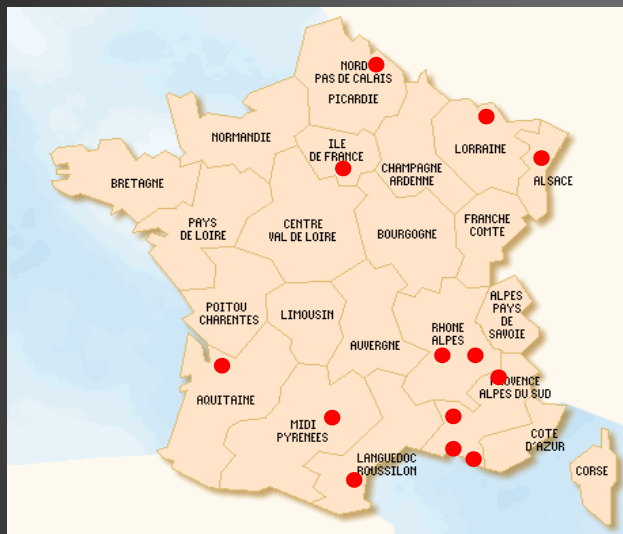 NORD
PAS DE CALAIS
PICARDIE
NORMANDIE
ILE
DE FRANCE
LORRAINE
CHAMPAGNE
ARDENNE
ALSACE
BRETAGNE
PAYS
DE LOIRE
CENTRE
VAL DE LOIRE
BOURGOGNE
FRANCHE
COMTE
POITOU
CHARENTES
LIMOUSIN
AUVERGNE
RHONE
ALPES
ALPES
PAYS
DE
SAVOIE
AQUITAINE
MIDI
PYRENEES
PROVENCE
ALPES DU SUD
LANGUEDOC
ROUSSILON
COTE
D'AZUR
CORSE